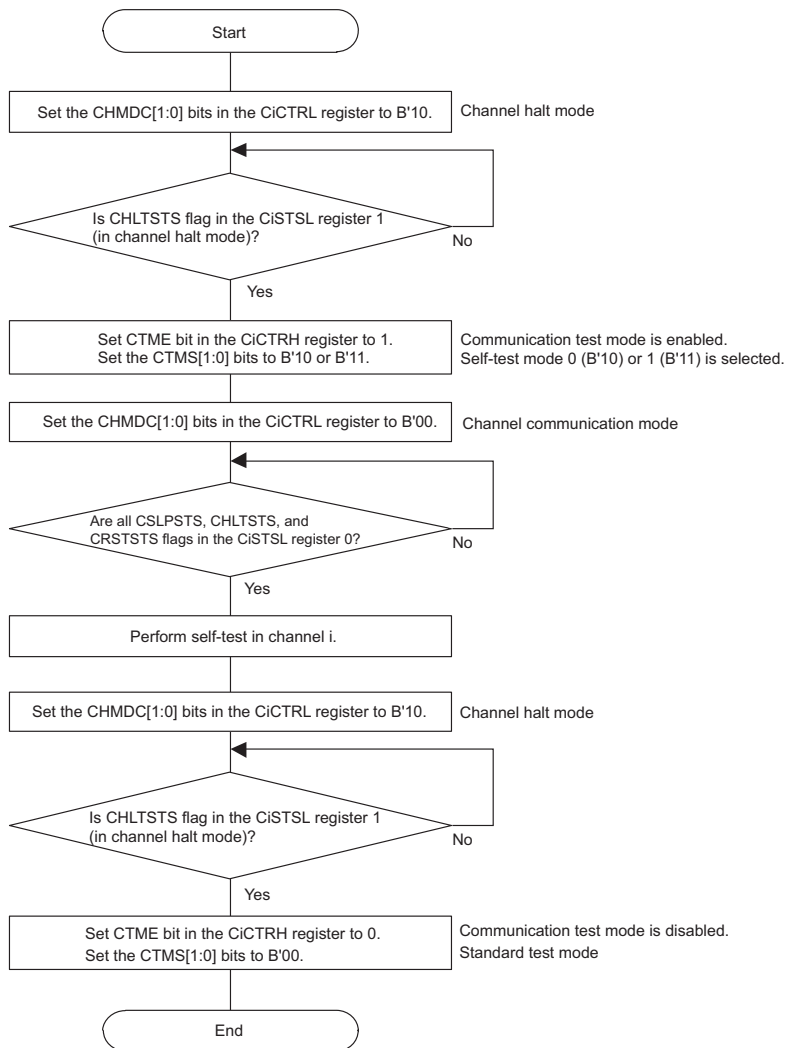 Start
Set the CHMDC[1:0] bits in the CiCTRL register to B'10.
Channel halt mode
Is CHLTSTS flag in the CiSTSL register 1
(in channel halt mode)?
No
Yes
Set CTME bit in the CiCTRH register to 1.
Set the CTMS[1:0] bits to B'10 or B'11.
Communication test mode is enabled.
Self-test mode 0 (B'10) or 1 (B'11) is selected.
Set the CHMDC[1:0] bits in the CiCTRL register to B'00.
Channel communication mode
Are all CSLPSTS, CHLTSTS, and
CRSTSTS flags in the CiSTSL register 0?
No
Yes
Perform self-test in channel i.
Set the CHMDC[1:0] bits in the CiCTRL register to B'10.
Channel halt mode
Is CHLTSTS flag in the CiSTSL register 1
(in channel halt mode)?
No
Yes
Set CTME bit in the CiCTRH register to 0.
Set the CTMS[1:0] bits to B'00.
Communication test mode is disabled.
Standard test mode
End